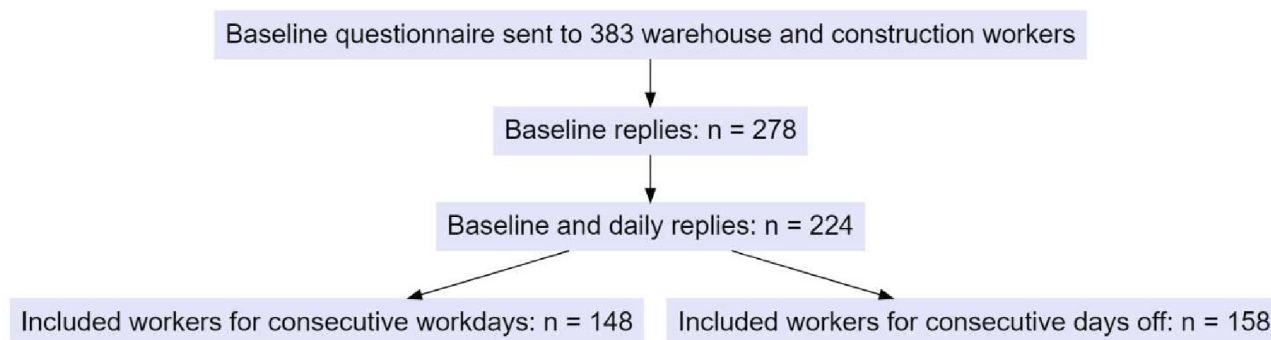 Baseline questionnaire sent to 383 warehouse and construction workers
Baseline replies: n = 278
Baseline and daily replies: n = 224
Included workers for consecutive workdays: n = 148
Included workers for consecutive days off: n = 158